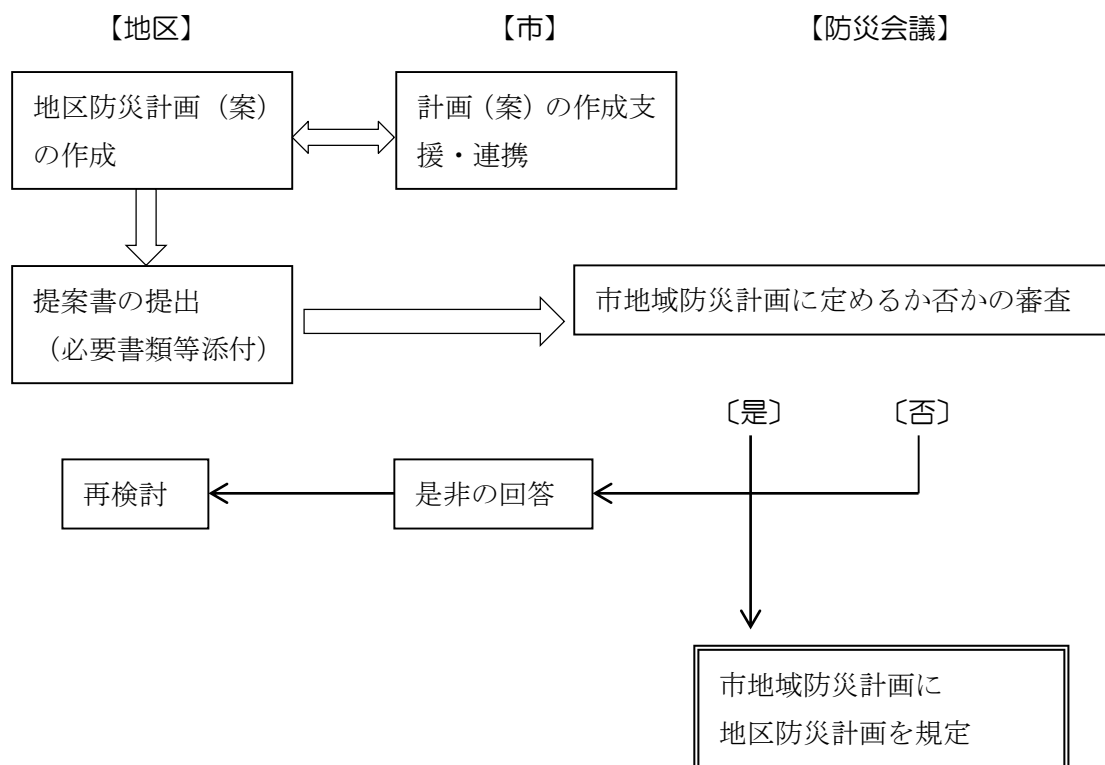 【地区】
【市】
【防災会議】
地区防災計画（案）
の作成
計画（案）の作成支
援・連携
提案書の提出
（必要書類等添付）
市地域防災計画に定めるか否かの審査
〔是〕
〔否〕
再検討
是非の回答
市地域防災計画に
地区防災計画を規定